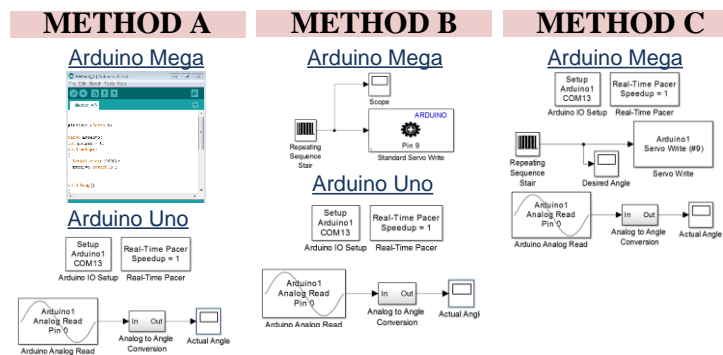 METHOD A
Arduino Mega
Arduino Uno
Setup
Arduino1
COM13
Arduino IO Setup
Real-Time Pacer
Speedup = 1
Real-Time Pacer
Arduino1
Analog Read
Pin 0
Arduino Analog Read
In Out
Analog to Angle
Conversion
Actual Angle
METHOD B
Arduino Mega
Scope
ARDUINO
Pin 9
Standard Servo Write
Repeating
Sequence
Stair
Arduino Uno
Setup
Arduino1
COM13
Arduino IO Setup
Real-Time Pacer
Speedup = 1
Real-Time Pacer
Arduino1
Analog Read
Pin 0
Arduino Analog Read
In Out
Analog to Angle
Conversion
Actual Angl
METHOD C
Arduino Mega
Setup
Arduino1
COM13
Arduino IO Setup
Real-Time Pacer
Speedup = 1
Real-Time Pacer
Repeating
Sequence
Stair
Desired Angle
Arduino1
Servo Write (#9)
Servo Write
Arduino1
Analog Read
Pin 0
Arduino Analog Read
In Out
Analog to Angle
Conversion
Actual Angle